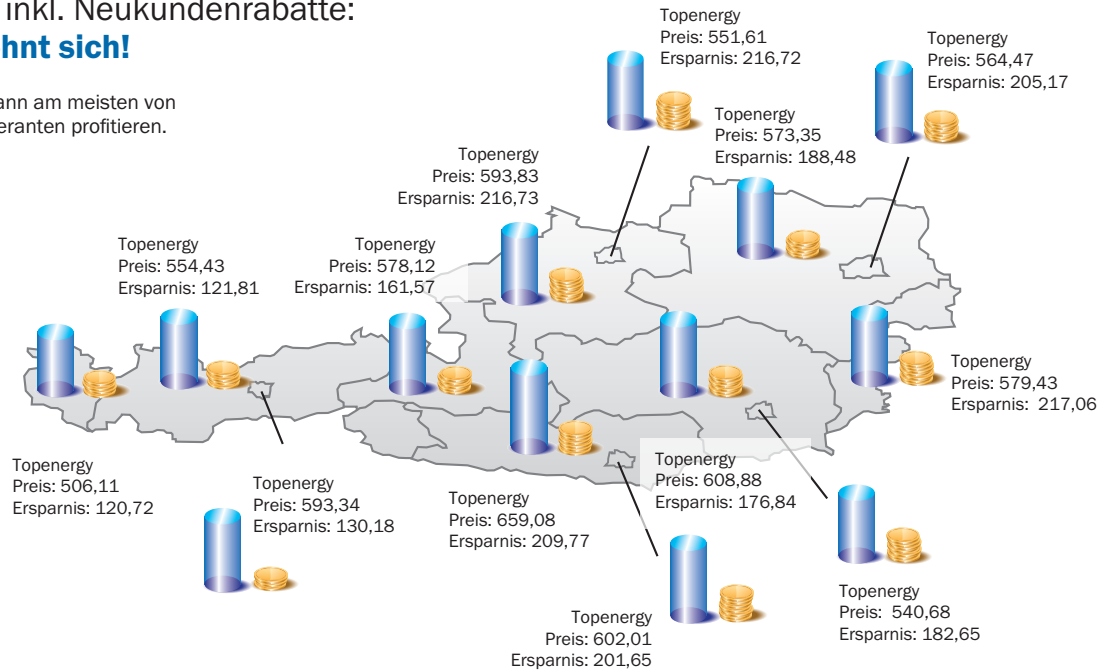 inkl. Neukundenrabatte:
hnt sich!
ann am meisten von
eranten profitieren.
Topenergy
Preis: 551,61
Ersparnis: 216,72
Topenergy
Preis: 564,47
Ersparnis: 205,17
Topenergy
Preis: 573,35
Ersparnis: 188,48
Topenergy
Preis: 593,83
Ersparnis: 216,73
Topenergy
Preis: 554,43
Ersparnis: 121,81
Topenergy
Preis: 578,12
Ersparnis: 161,57
Topenergy
Preis: 579,43
Ersparnis: 217,06
Topenergy
Preis: 506,11
Ersparnis: 120,72
Topenergy
Preis: 593,34
Ersparnis: 130,18
Topenergy
Preis: 659,08
Ersparnis: 209,77
Topenergy
Preis: 608,88
Ersparnis: 176,84
Topenergy
Preis: 602,01
Ersparnis: 201,65
Topenergy
Preis: 540,68
Ersparnis: 182,65